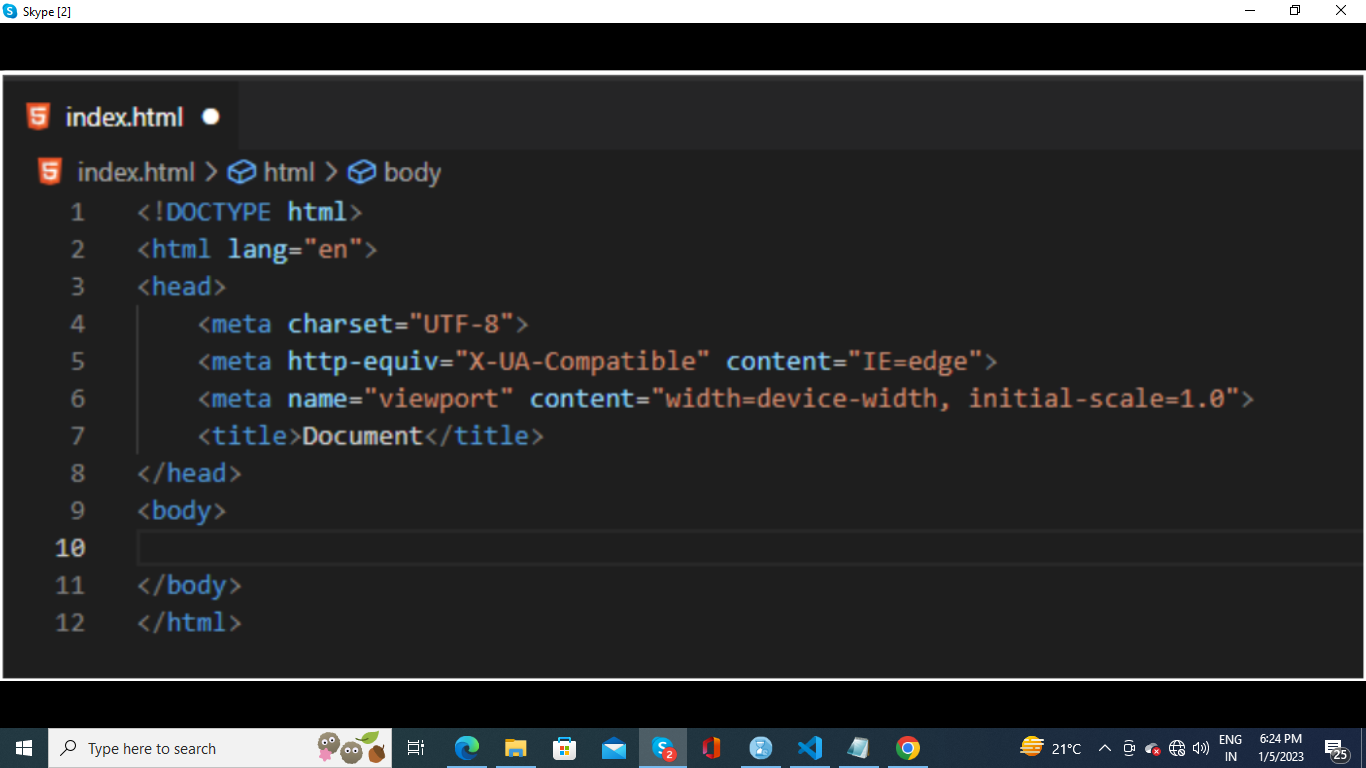 Skype [2]
index.html
index.html > html > body
1 <!DOCTYPE html>
2 <html lang="en">
3 <head>
4     <meta charset="UTF-8">
5     <meta http-equiv="X-UA-Compatible" content="IE=edge">
6     <meta name="viewport" content="width=device-width, initial-scale=1.0">
7     <title>Document</title>
8 </head>
9 <body>
10
11 </body>
12 </html>
Type here to search
2
21°C
ENG
IN
6:24 PM
1/5/2023
25